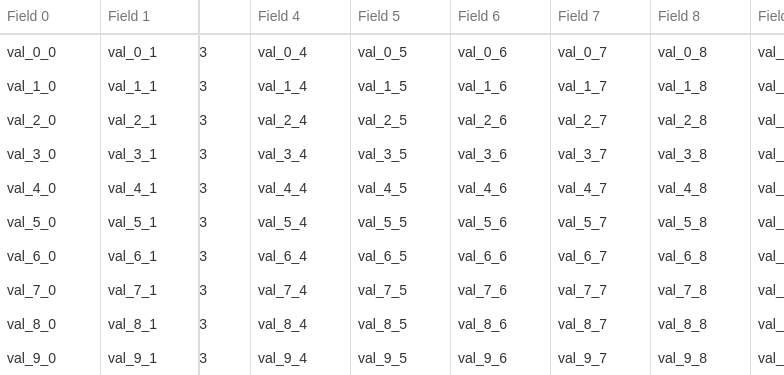 Field 0 Field 1 Field 4 Field 5 Field 6 Field 7 Field 8
val_0_0 val_0_1 3 val_0_4 val_0_5 val_0_6 val_0_7 val_0_8 val_
val_1_0 val_1_1 3 val_1_4 val_1_5 val_1_6 val_1_7 val_1_8 val_
val_2_0 val_2_1 3 val_2_4 val_2_5 val_2_6 val_2_7 val_2_8 val_
val_3_0 val_3_1 3 val_3_4 val_3_5 val_3_6 val_3_7 val_3_8 val_
val_4_0 val_4_1 3 val_4_4 val_4_5 val_4_6 val_4_7 val_4_8 val_
val_5_0 val_5_1 3 val_5_4 val_5_5 val_5_6 val_5_7 val_5_8 val_
val_6_0 val_6_1 3 val_6_4 val_6_5 val_6_6 val_6_7 val_6_8 val_
val_7_0 val_7_1 3 val_7_4 val_7_5 val_7_6 val_7_7 val_7_8 val_
val_8_0 val_8_1 3 val_8_4 val_8_5 val_8_6 val_8_7 val_8_8 val_
val_9_0 val_9_1 3 val_9_4 val_9_5 val_9_6 val_9_7 val_9_8 val_